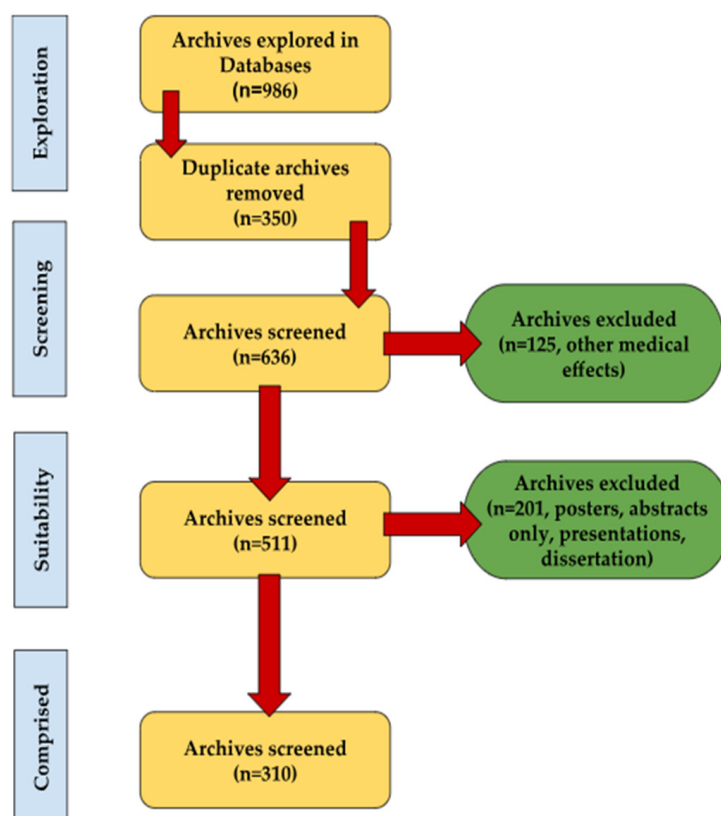 Exploration
Archives explored in
Databases
(n=986)
Duplicate archives
removed
(n=350)
Screening
Archives screened
(n=636)
Archives excluded
(n=125, other medical
effects)
Suitability
Archives screened
(n=511)
Archives excluded
(n=201, posters, abstracts
only, presentations,
dissertation)
Comprised
Archives screened
(n=310)